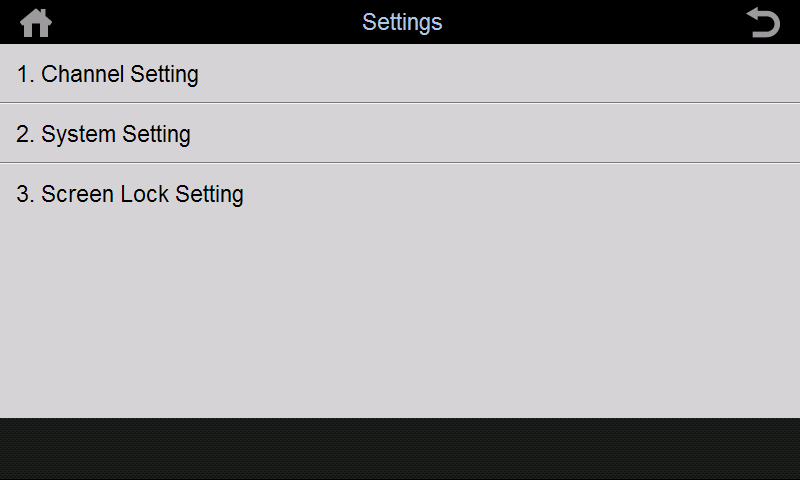 Settings
1. Channel Setting
2. System Setting
3. Screen Lock Setting